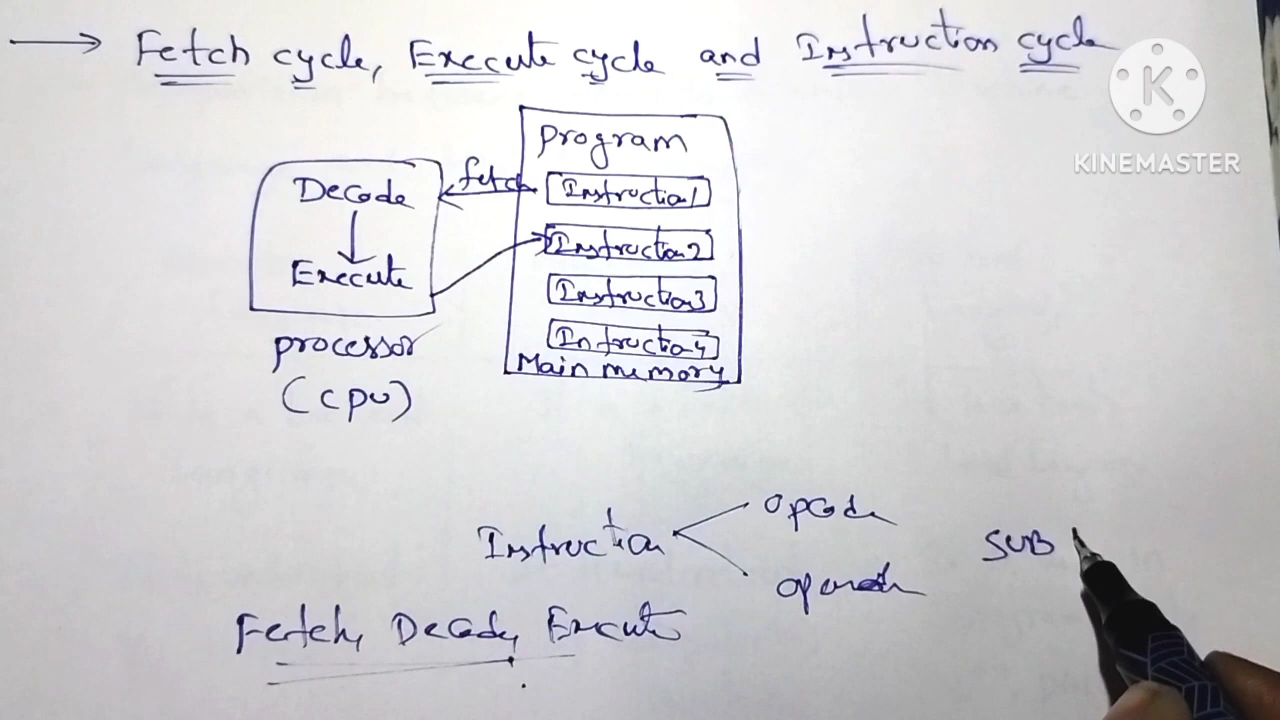 Fetch cycle, Execute cycle and Instruction cycle
K
KINEMASTER
program
Decode
fetch
Instruction1
Instruction2
Execute
Instruction3
Instruction4
Main memory
processor
(CPU)
opcode
Instruction
SUB
operands
Fetch, Decode, Execute